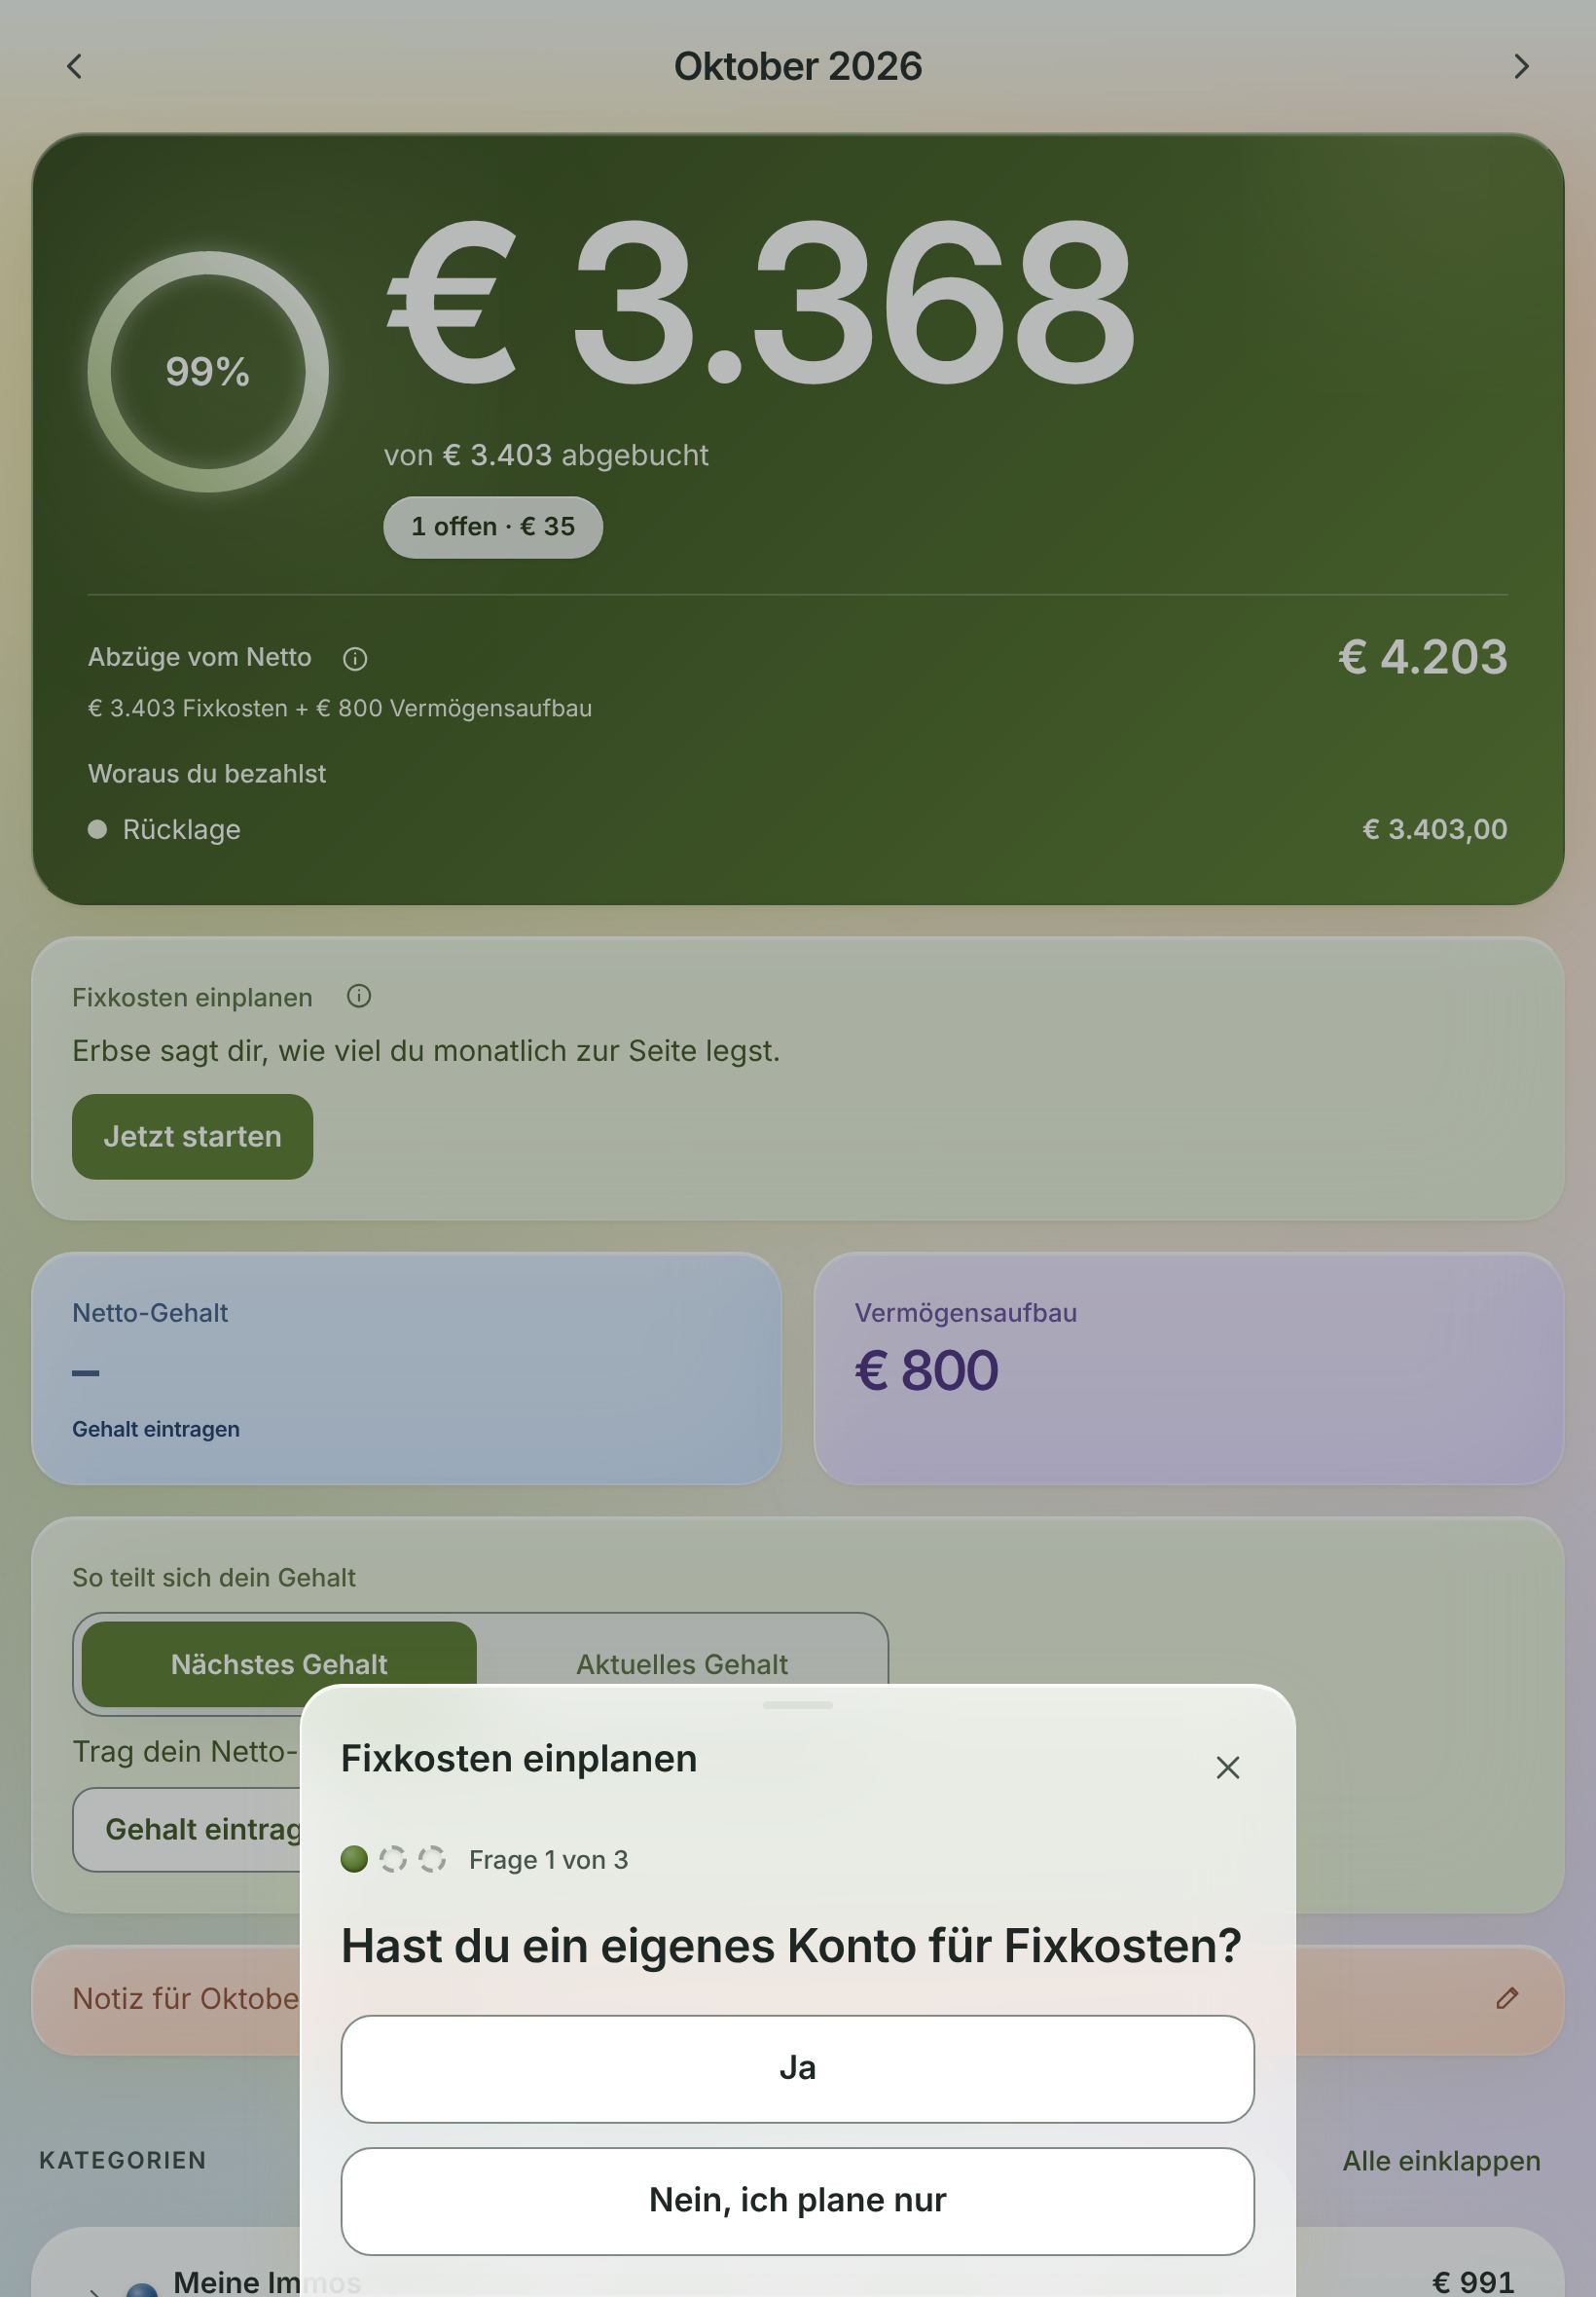 Oktober 2026
€ 3.368
99%
von € 3.403 abgebucht
1 offen · € 35
Abzüge vom Netto
€ 4.203
€ 3.403 Fixkosten + € 800 Vermögensaufbau
Woraus du bezahlst
Rücklage
€ 3.403,00
Fixkosten einplanen
Erbse sagt dir, wie viel du monatlich zur Seite legst.
Jetzt starten
Netto-Gehalt
–
Gehalt eintragen
Vermögensaufbau
€ 800
So teilt sich dein Gehalt
Nächstes Gehalt
Aktuelles Gehalt
Trag dein Netto-
Gehalt eintrag
Fixkosten einplanen
Frage 1 von 3
Hast du ein eigenes Konto für Fixkosten?
Ja
Nein, ich plane nur
Notiz für Oktobe
KATEGORIEN
Alle einklappen
Meine Immos
€ 991